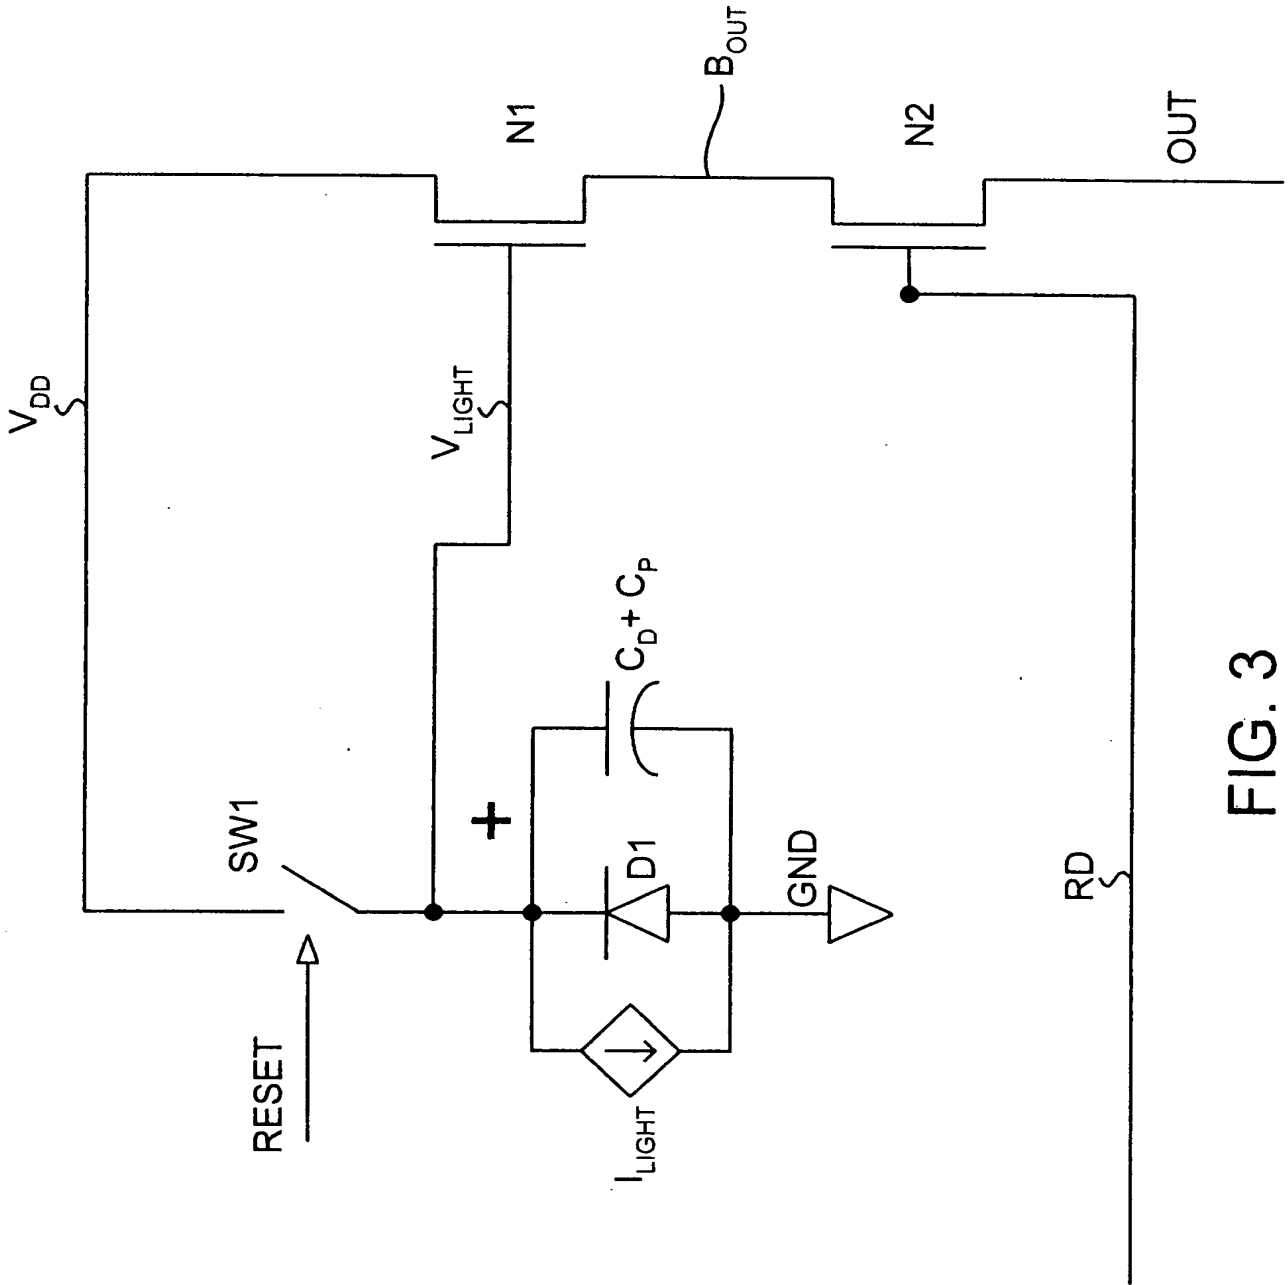 V_DD
B_OUT
N1
V_LIGHT
SW1
RESET
+
C_D + C_P
D1
I_LIGHT
GND
N2
OUT
RD
FIG. 3